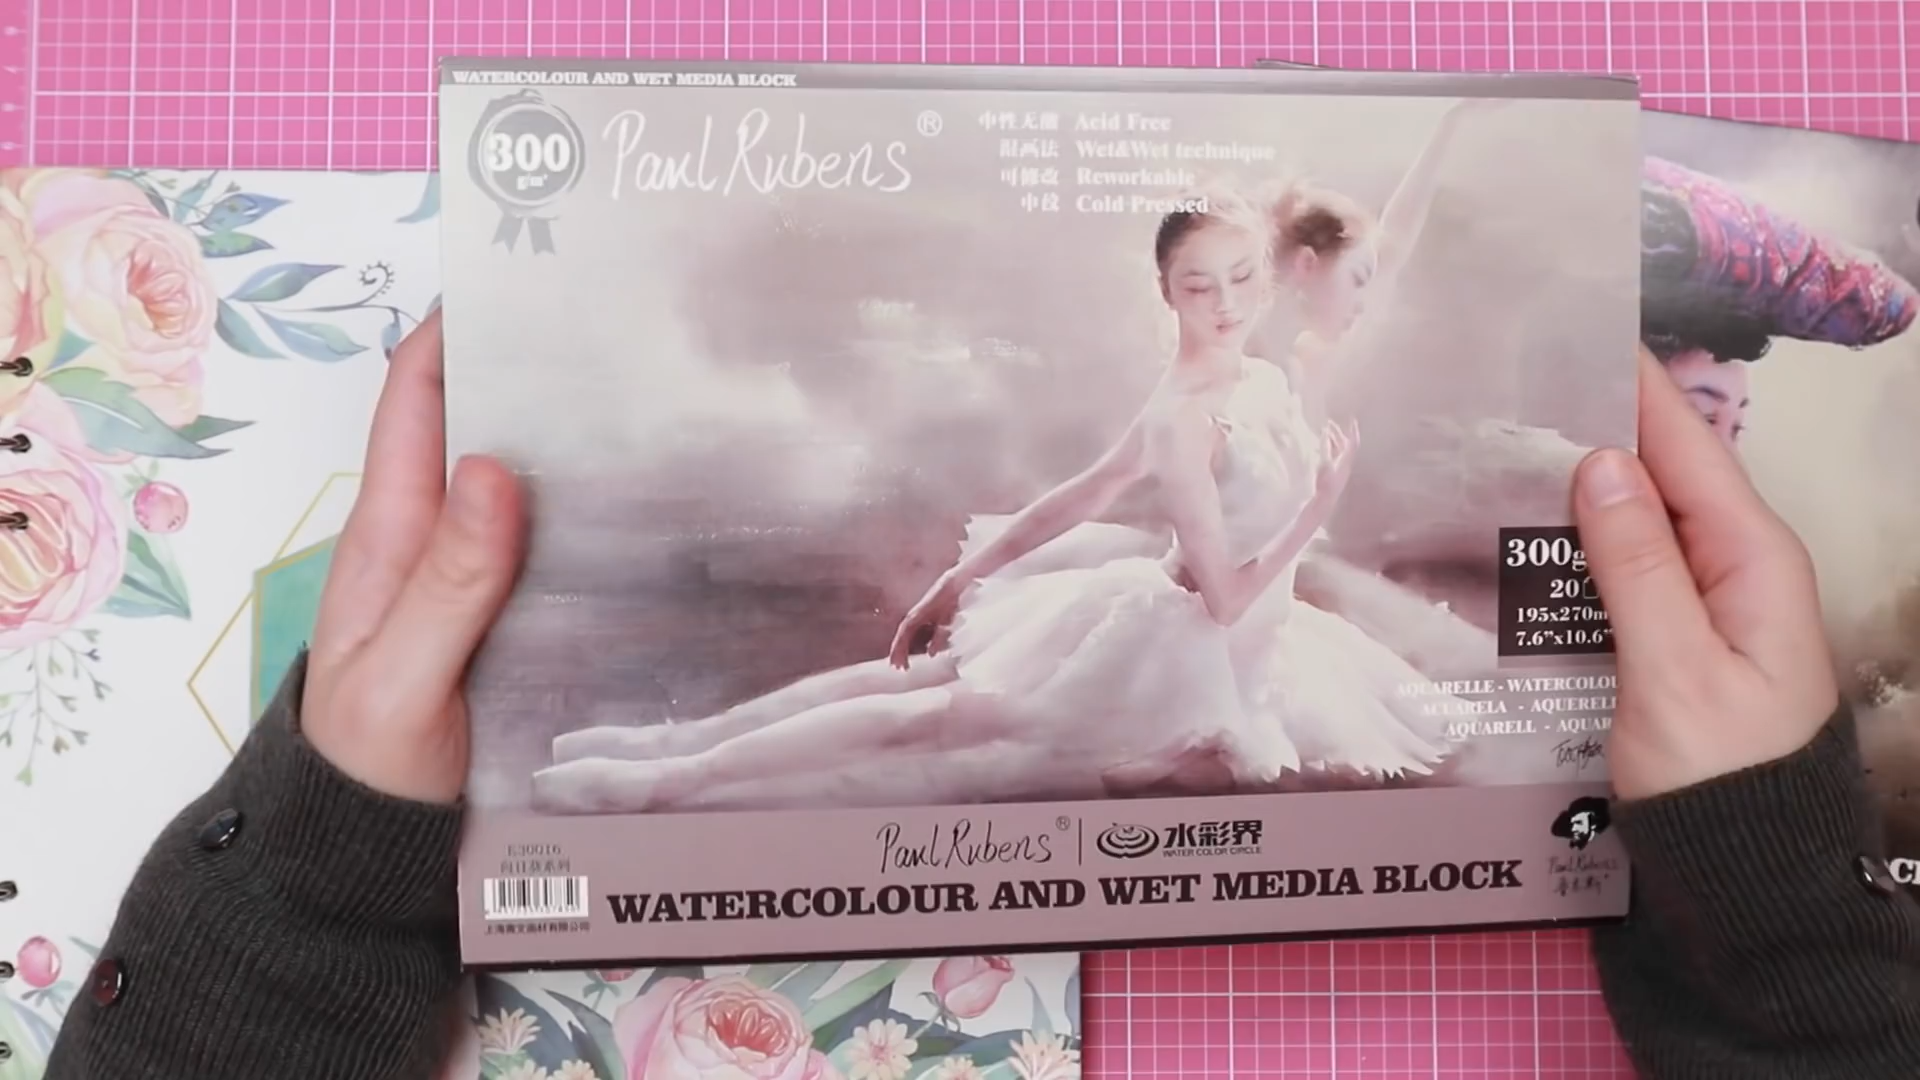 WATERCOLOUR AND WET MEDIA BLOCK
300
g/m²
Paul Rubens®
中性无酸 Acid Free
湿画法 Wet&Wet technique
可修改 Reworkable
中纹 Cold Pressed
300g
20
195x270m
7.6”x10.6”
AQUARELLE - WATERCOLOU
ACUARELA - AQUEREL
AQUARELL - AQUAR
Paul Rubens® 水彩界
WATER COLOR CIRCLE
E30016
WATERCOLOUR AND WET MEDIA BLOCK
Paul Rubens